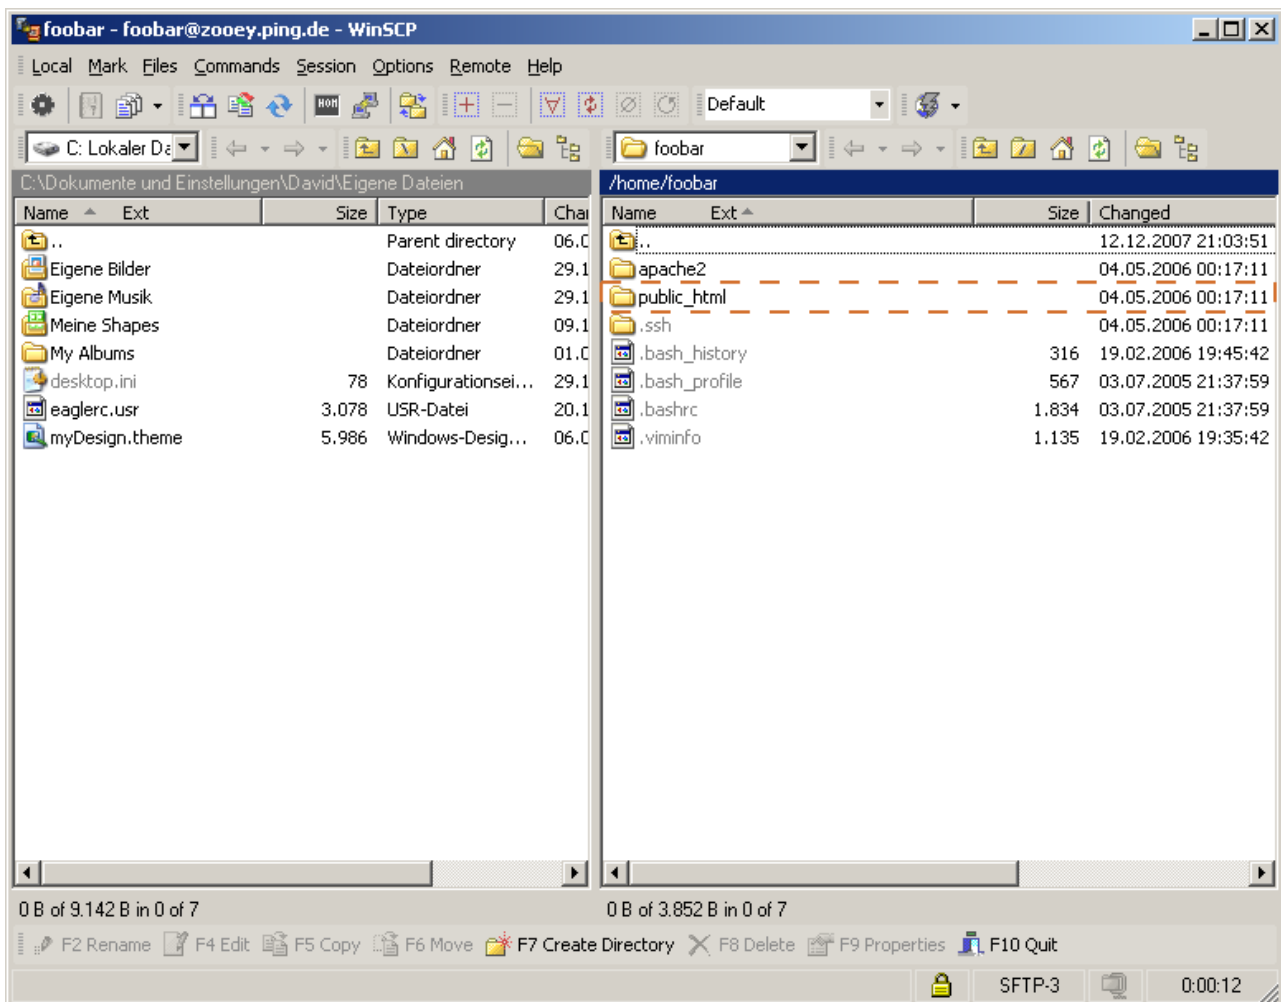 foobar - foobar@zooey.ping.de - WinSCP
Local Mark Files Commands Session Options Remote Help
Default
C: Lokaler Da foobar
C:\Dokumente und Einstellungen\David\Eigene Dateien /home/foobar
Name Ext Size Type Chai Name Ext Size Changed
.. Parent directory 06.0 .. 12.12.2007 21:03:51
Eigene Bilder Dateiordner 29.1 apache2 04.05.2006 00:17:11
Eigene Musik Dateiordner 29.1 public_html 04.05.2006 00:17:11
Meine Shapes Dateiordner 09.1 .ssh 04.05.2006 00:17:11
My Albums Dateiordner 01.0 .bash_history 316 19.02.2006 19:45:42
desktop.ini 78 Konfigurationsei... 29.1 .bash_profile 567 03.07.2005 21:37:59
eaglerc.usr 3.078 USR-Datei 20.1 .bashrc 1.834 03.07.2005 21:37:59
myDesign.theme 5.986 Windows-Desig... 06.0 .viminfo 1.135 19.02.2006 19:35:42
0 B of 9.142 B in 0 of 7 0 B of 3.852 B in 0 of 7
F2 Rename F4 Edit F5 Copy F6 Move F7 Create Directory F8 Delete F9 Properties F10 Quit
SFTP-3 0:00:12